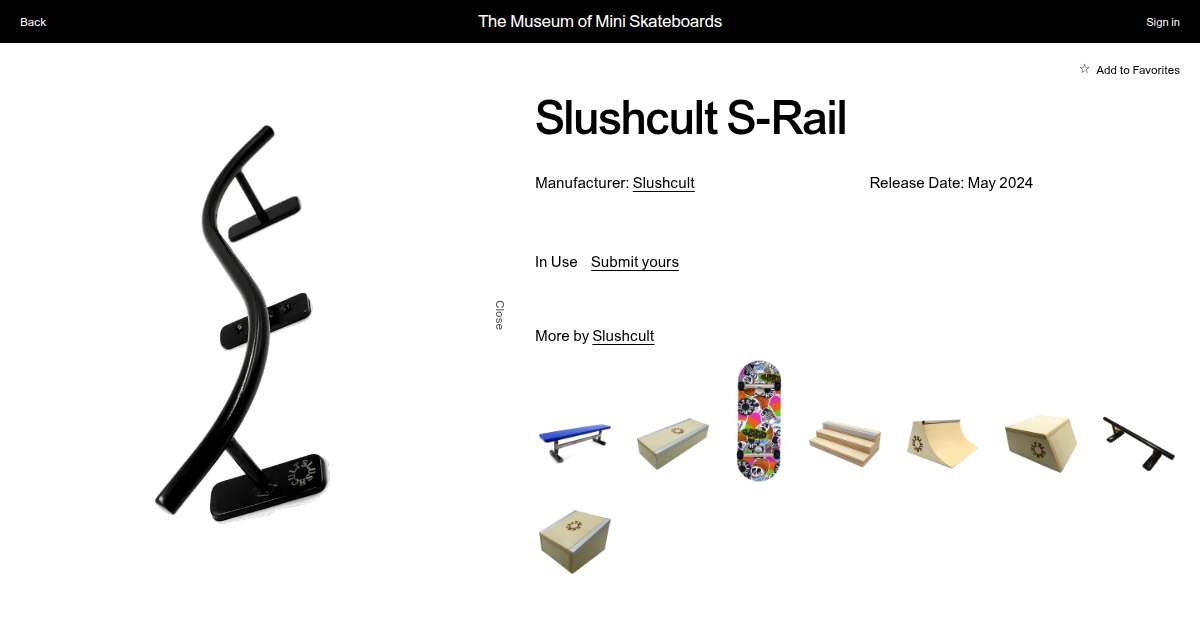 Back
The Museum of Mini Skateboards
Sign in
☆ Add to Favorites
Slushcult S-Rail
Manufacturer: Slushcult
Release Date: May 2024
In Use Submit yours
Close
More by Slushcult